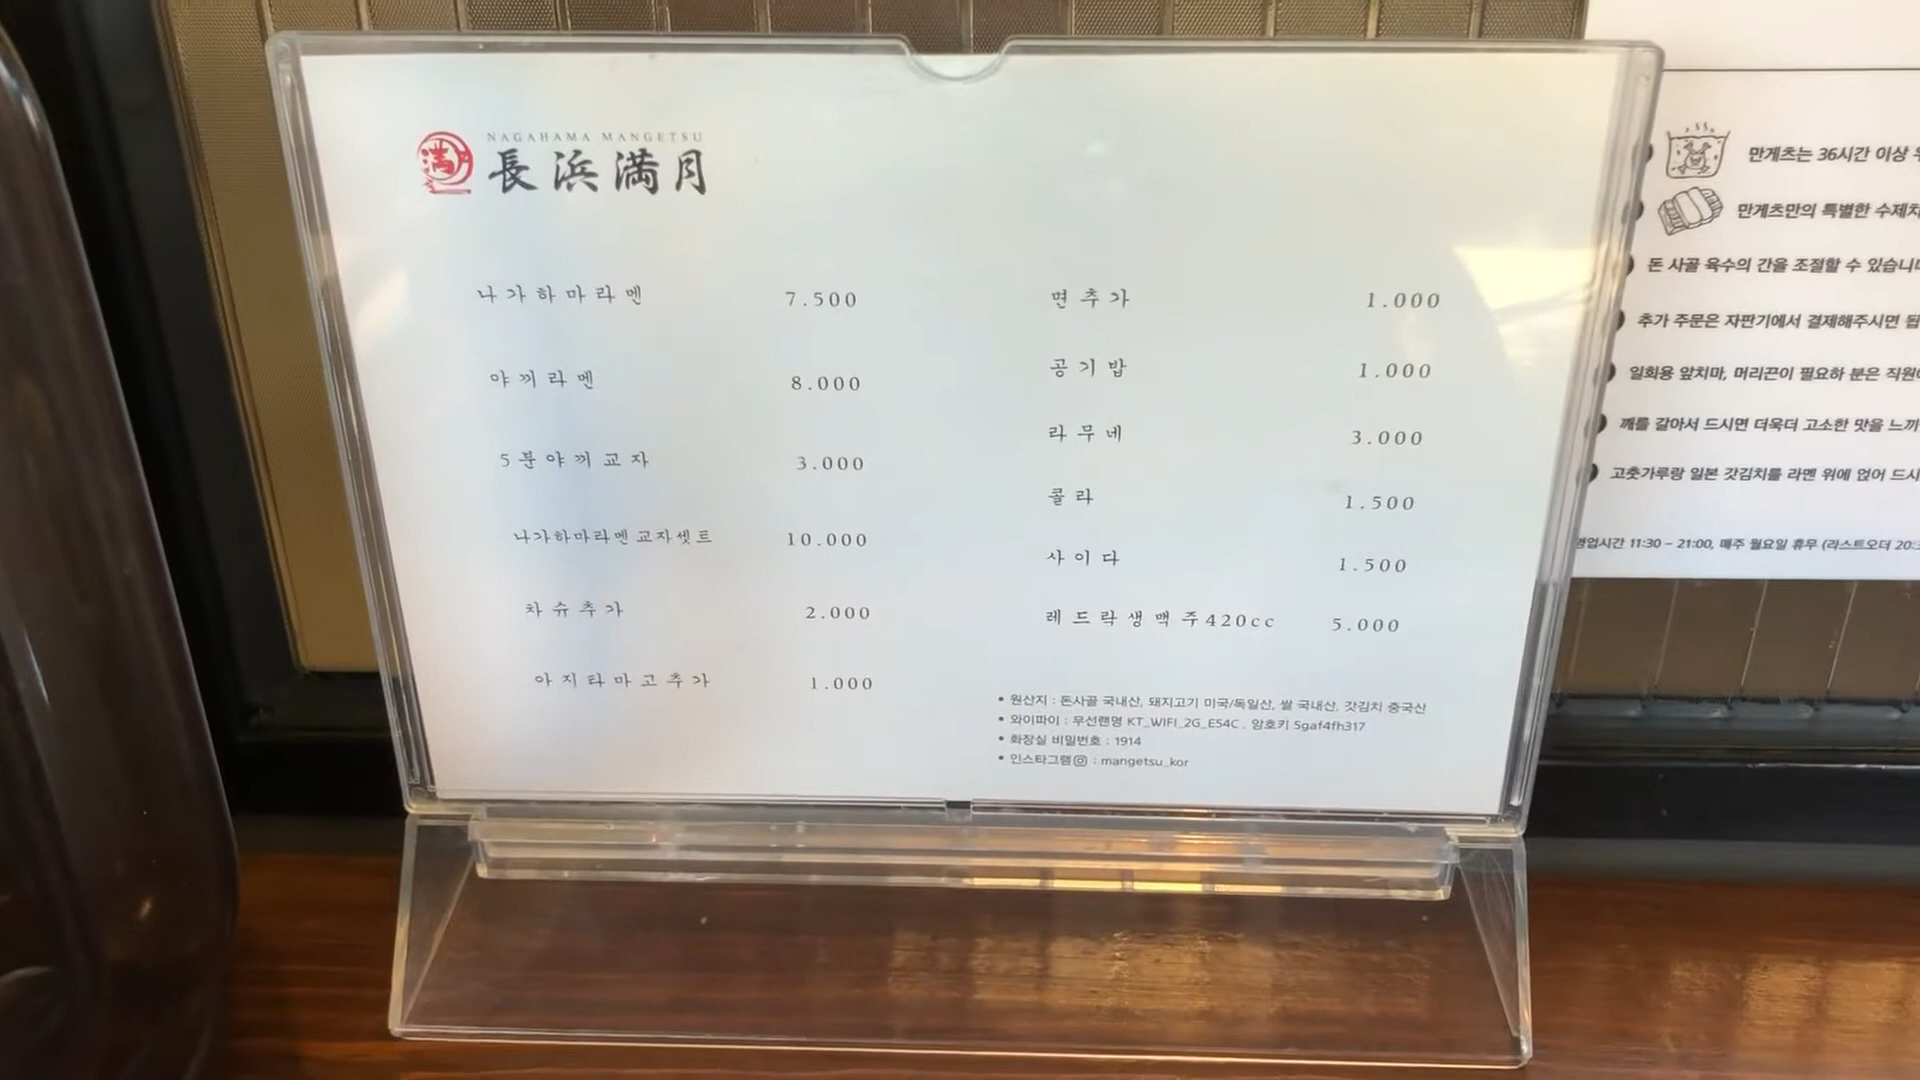 NAGAHAMA MANGETSU
長浜満月
나가하마라멘 7.500
야끼라멘 8.000
5분야끼교자 3.000
나가하마라멘교자셋트 10.000
차슈추가 2.000
아지타마고추가 1.000
면추가 1.000
공기밥 1.000
라무네 3.000
콜라 1.500
사이다 1.500
레드락생맥주420cc 5.000
• 원산지 : 돈사골 국내산, 돼지고기 미국/독일산, 쌀 국내산, 갓김치 중국산
• 와이파이 : 무선랜명 KT_WIFI_2G_E54C , 암호키 5gaf4fh317
• 화장실 비밀번호 : 1914
• 인스타그램 : mangetsu_kor
만게츠는 36시간 이상
만게츠만의 특별한 수제
돈 사골 육수의 간을 조절할 수 있습니
추가 주문은 자판기에서 결제해주시면
일회용 앞치마, 머리끈이 필요하 분은
깨를 갈아서 드시면 더욱더 고소한 맛을
고춧가루랑 일본 갓김치를 라멘 위에 얹어
영업시간 11:30 – 21:00, 매주 월요일 휴무 (라스트오더